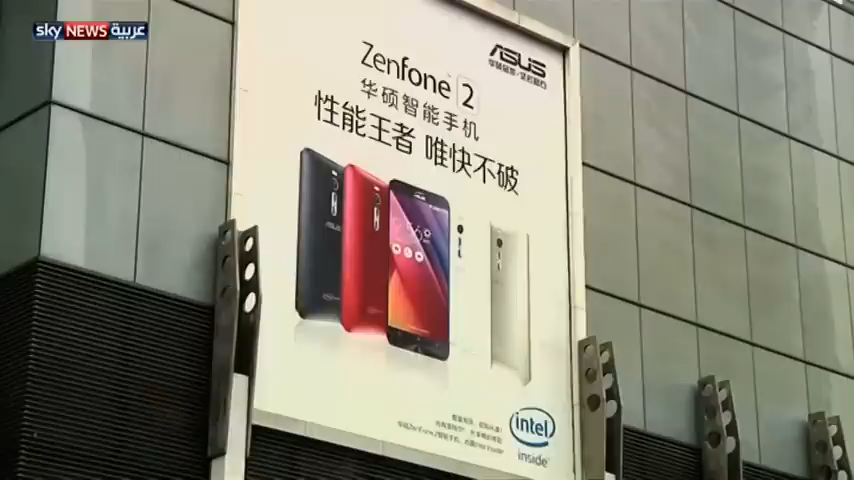 sky NEWS عربية
ASUS
Zenfone 2
华硕智能手机
性能王者 唯快不破
ASUS
intel
inside